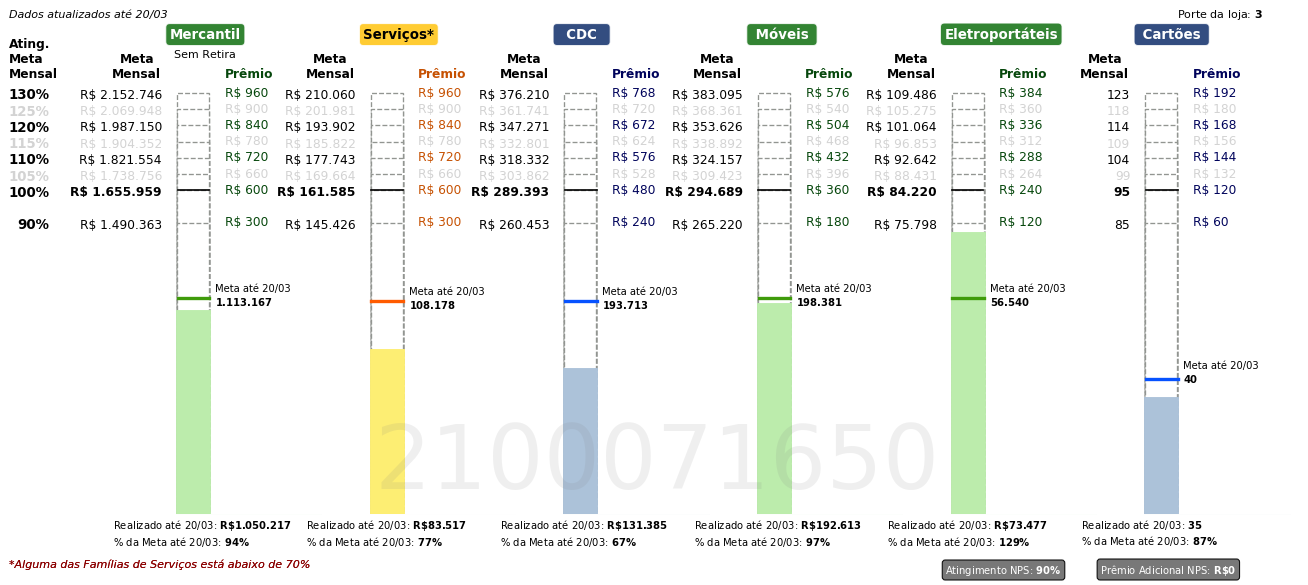 Dados atualizados até 20/03
Porte da loja: 3
Mercantil Serviços* CDC Móveis Eletroportáteis Cartões
Sem Retira
Ating. Meta Mensal
Meta Mensal Prêmio Meta Mensal Prêmio Meta Mensal Prêmio Meta Mensal Prêmio Meta Mensal Prêmio Meta Mensal Prêmio
130% R$ 2.152.746 R$ 960 R$ 210.060 R$ 960 R$ 376.210 R$ 768 R$ 383.095 R$ 576 R$ 109.486 R$ 384 123 R$ 192
125% R$ 2.069.948 R$ 900 R$ 201.981 R$ 900 R$ 361.741 R$ 720 R$ 368.361 R$ 540 R$ 105.275 R$ 360 118 R$ 180
120% R$ 1.987.150 R$ 840 R$ 193.902 R$ 840 R$ 347.271 R$ 672 R$ 353.626 R$ 504 R$ 101.064 R$ 336 114 R$ 168
115% R$ 1.904.352 R$ 780 R$ 185.822 R$ 780 R$ 332.801 R$ 624 R$ 338.892 R$ 468 R$ 96.853 R$ 312 109 R$ 156
110% R$ 1.821.554 R$ 720 R$ 177.743 R$ 720 R$ 318.332 R$ 576 R$ 324.157 R$ 432 R$ 92.642 R$ 288 104 R$ 144
105% R$ 1.738.756 R$ 660 R$ 169.664 R$ 660 R$ 303.862 R$ 528 R$ 309.423 R$ 396 R$ 88.431 R$ 264 99 R$ 132
100% R$ 1.655.959 R$ 600 R$ 161.585 R$ 600 R$ 289.393 R$ 480 R$ 294.689 R$ 360 R$ 84.220 R$ 240 95 R$ 120
90% R$ 1.490.363 R$ 300 R$ 145.426 R$ 300 R$ 260.453 R$ 240 R$ 265.220 R$ 180 R$ 75.798 R$ 120 85 R$ 60
Meta até 20/03 Meta até 20/03 Meta até 20/03 Meta até 20/03 Meta até 20/03
1.113.167 108.178 193.713 198.381 56.540
Meta até 20/03
40
2100071650
Realizado até 20/03: R$1.050.217 Realizado até 20/03: R$83.517 Realizado até 20/03: R$131.385 Realizado até 20/03: R$192.613 Realizado até 20/03: R$73.477 Realizado até 20/03: 35
% da Meta até 20/03: 94% % da Meta até 20/03: 77% % da Meta até 20/03: 67% % da Meta até 20/03: 97% % da Meta até 20/03: 129% % da Meta até 20/03: 87%
*Alguma das Famílias de Serviços está abaixo de 70%
Atingimento NPS: 90% Prêmio Adicional NPS: R$0